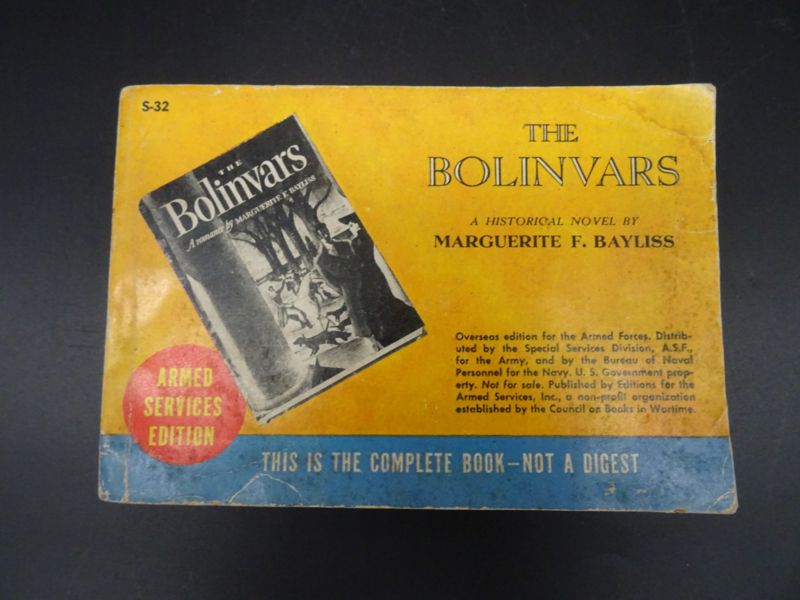 S-32
THE
Bolinvars
A romance by MARGUERITE F. BAYLISS
THE
BOLINVARS
A HISTORICAL NOVEL BY
MARGUERITE F. BAYLISS
Overseas edition for the Armed Forces. Distrib-
uted by the Special Services Division, A.S.F.,
for the Army, and by the Bureau of Naval
Personnel for the Navy. U. S. Government prop-
erty. Not for sale. Published by Editions for the
Armed Services, Inc., a non-profit organization
established by the Council on Books in Wartime.
ARMED
SERVICES
EDITION
THIS IS THE COMPLETE BOOK—NOT A DIGEST